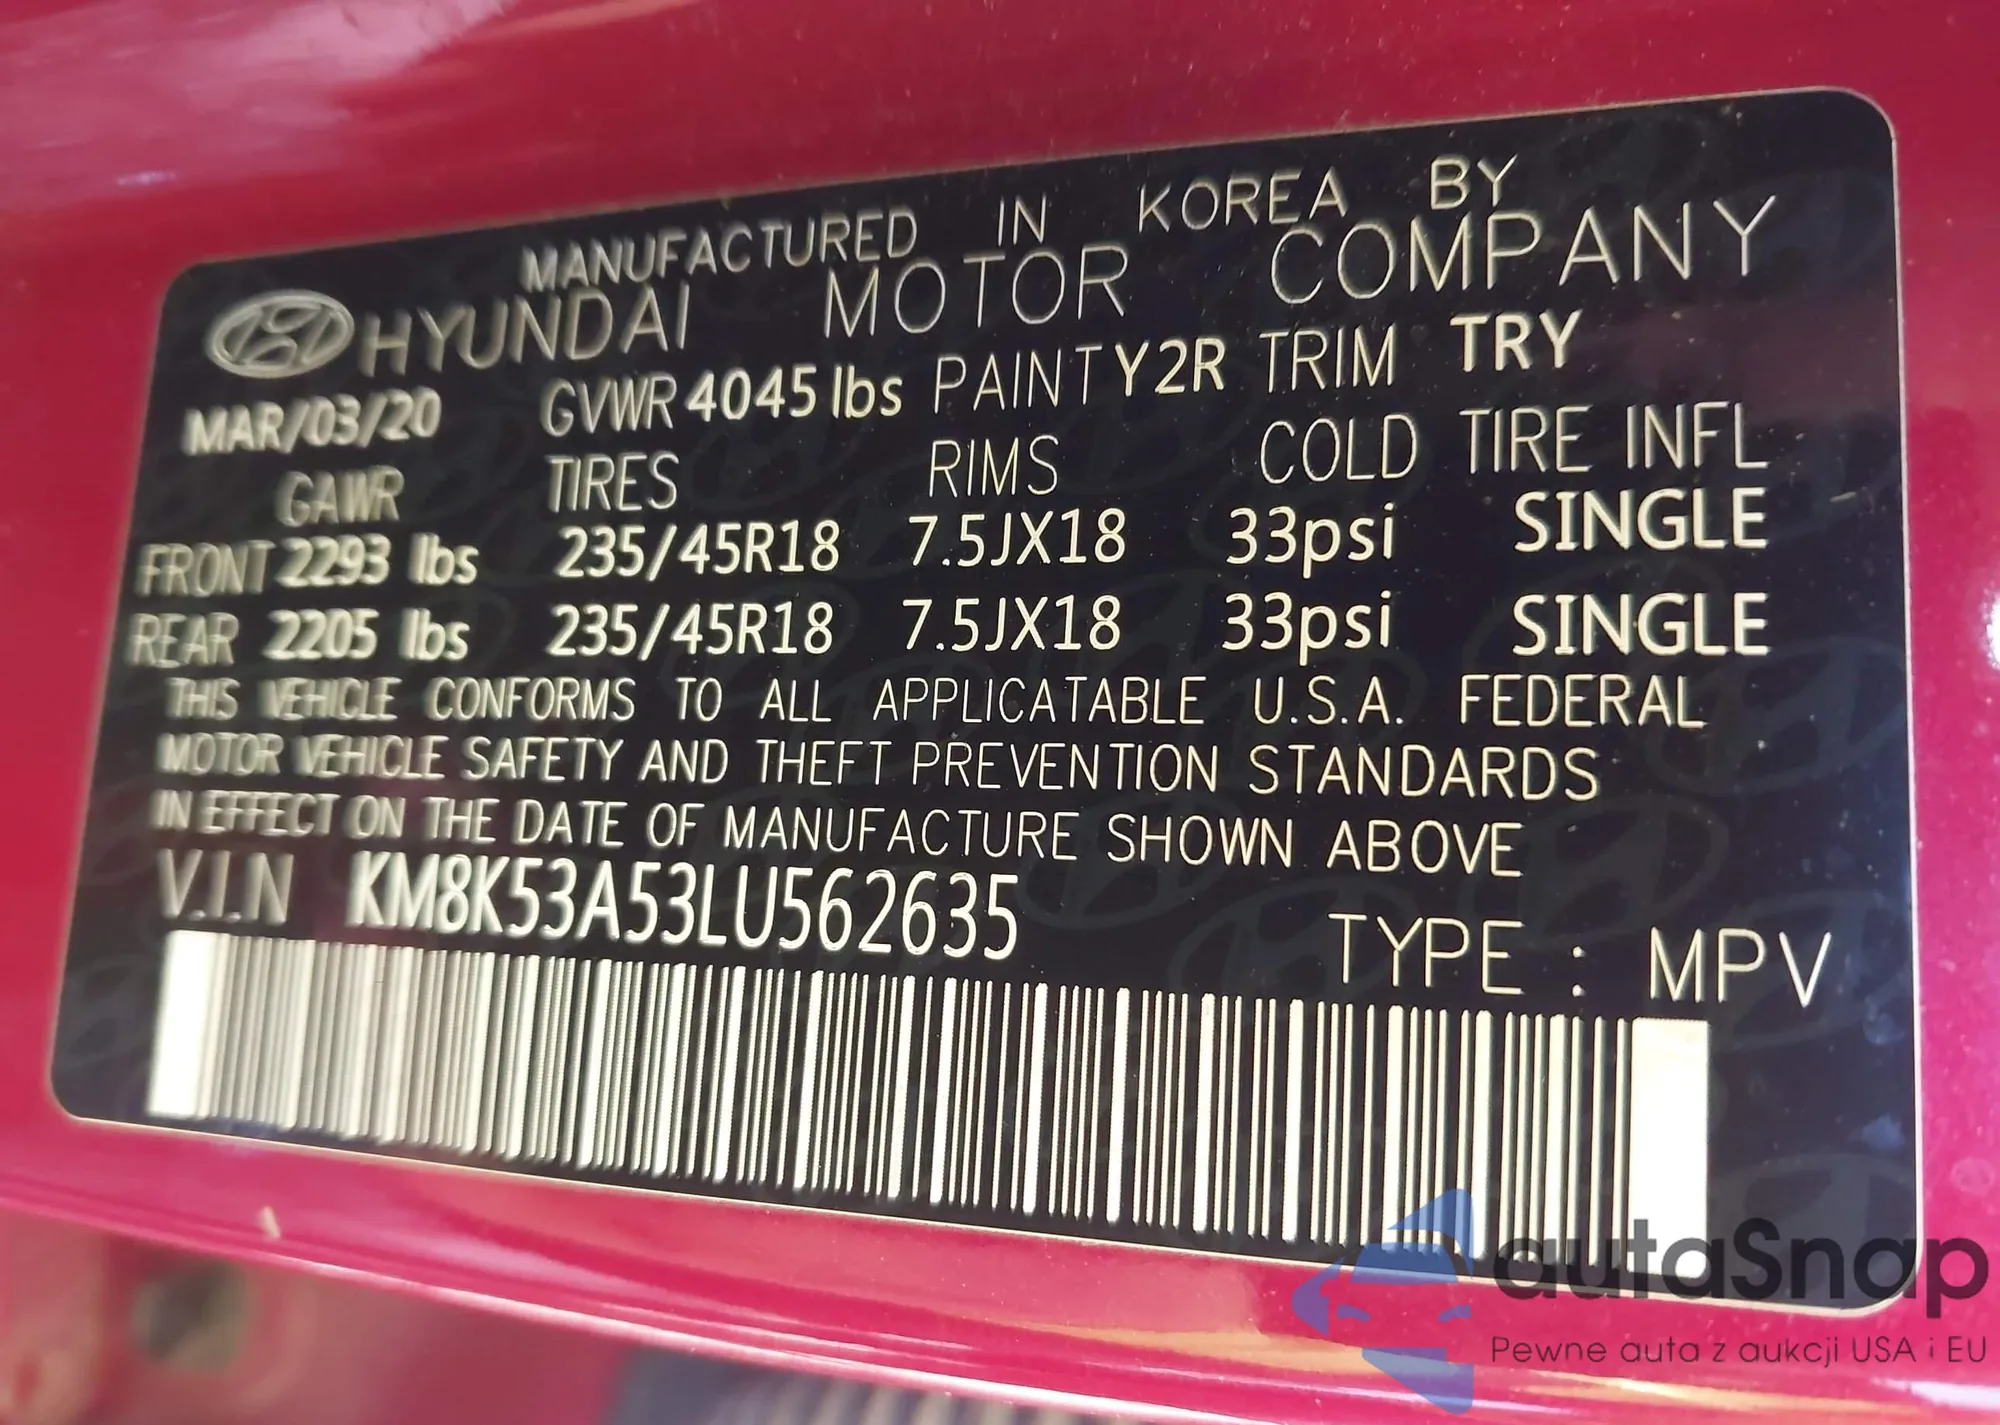 MANUFACTURED IN KOREA BY
HYUNDAI MOTOR COMPANY
MAR/03/20 GVWR 4045 lbs PAINT Y2R TRIM TRY
GAWR TIRES RIMS COLD TIRE INFL
FRONT 2293 lbs 235/45R18 7.5JX18 33psi SINGLE
REAR 2205 lbs 235/45R18 7.5JX18 33psi SINGLE
THIS VEHICLE CONFORMS TO ALL APPLICATABLE U.S.A. FEDERAL
MOTOR VEHICLE SAFETY AND THEFT PREVENTION STANDARDS
IN EFFECT ON THE DATE OF MANUFACTURE SHOWN ABOVE
V.I.N KM8K53A53LU562635
TYPE : MPV
autaSnap
Pewne auta z aukcji USA i EU